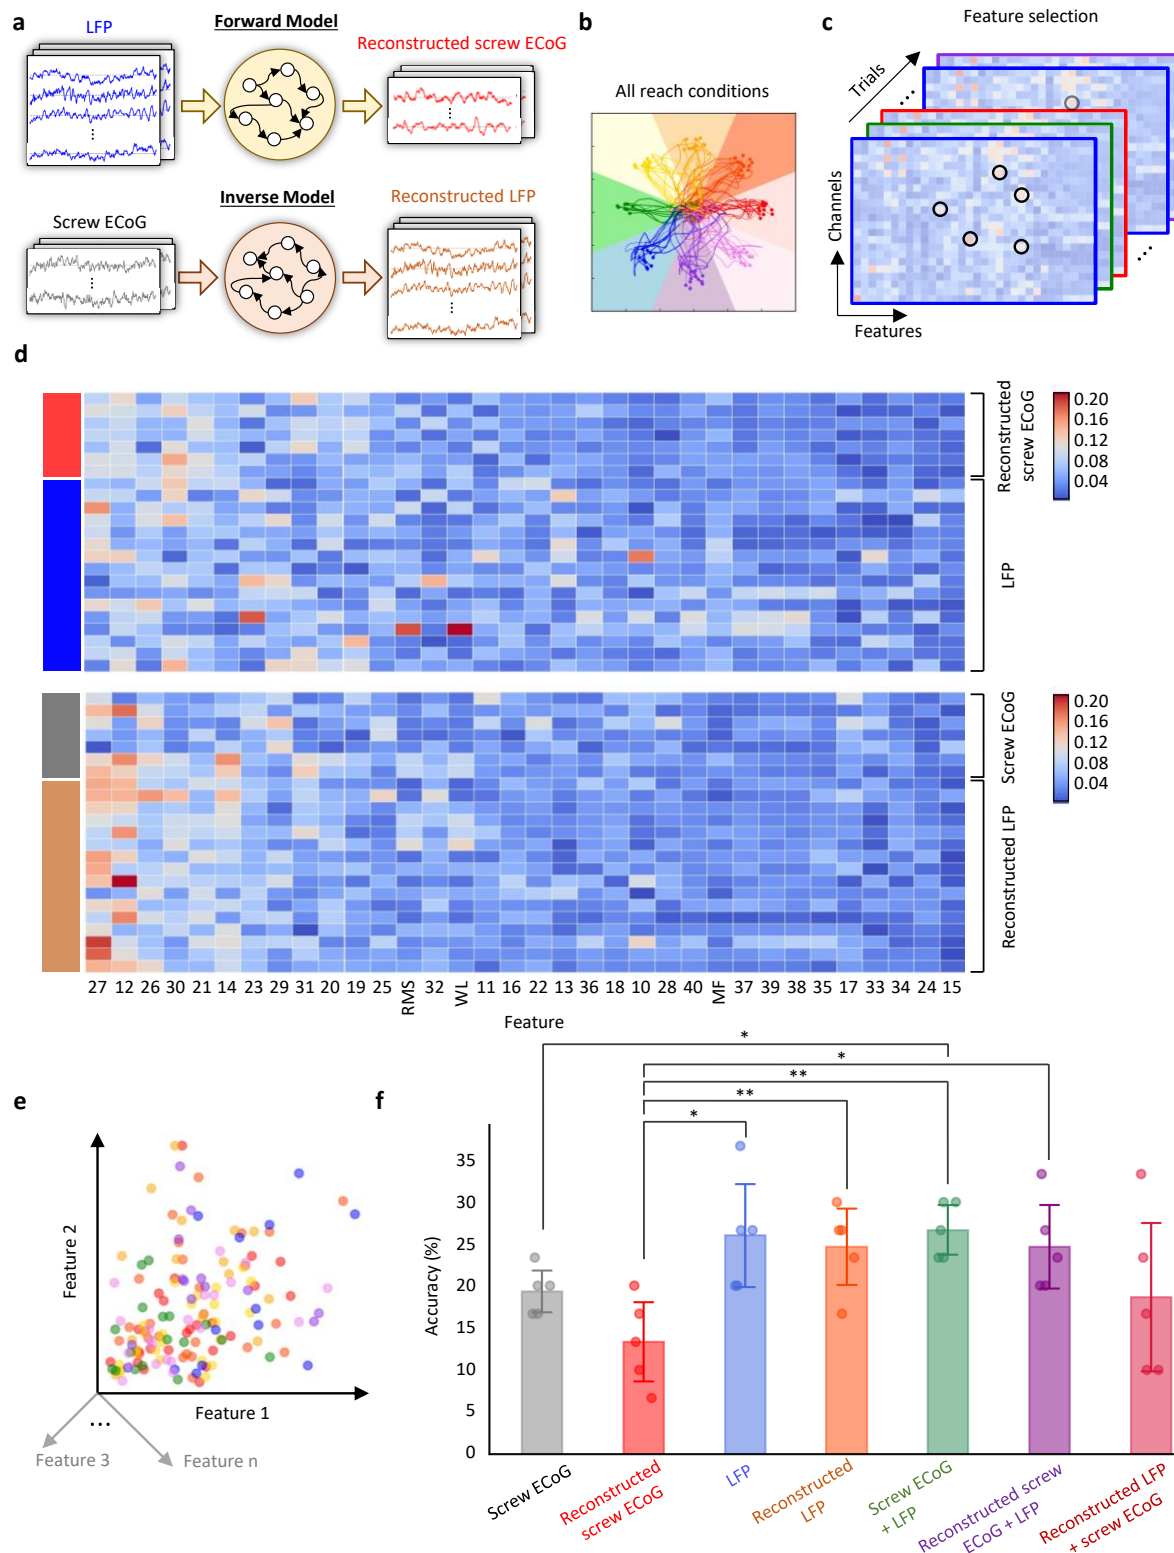 a
LFP
Forward Model
Reconstructed screw ECoG
Screw ECoG
Inverse Model
Reconstructed LFP
b
All reach conditions
c
Feature selection
Trials
Channels
Features
d
Reconstructed
screw ECoG
LFP
0.20
0.16
0.12
0.08
0.04
Screw ECoG
Reconstructed LFP
0.20
0.16
0.12
0.08
0.04
27 12 26 30 21 14 23 29 31 20 19 25 RMS 32 WL 11 16 22 13 36 18 10 28 40 MF 37 39 38 35 17 33 34 24 15
Feature
e
Feature 2
Feature 1
...
Feature 3
Feature n
f
*
*
**
**
*
Accuracy (%)
35
30
25
20
15
10
5
0
Screw ECoG
Reconstructed
screw ECoG
LFP
Reconstructed
LFP
Screw ECoG
+ LFP
Reconstructed screw
ECoG + LFP
Reconstructed LFP
+ screw ECoG